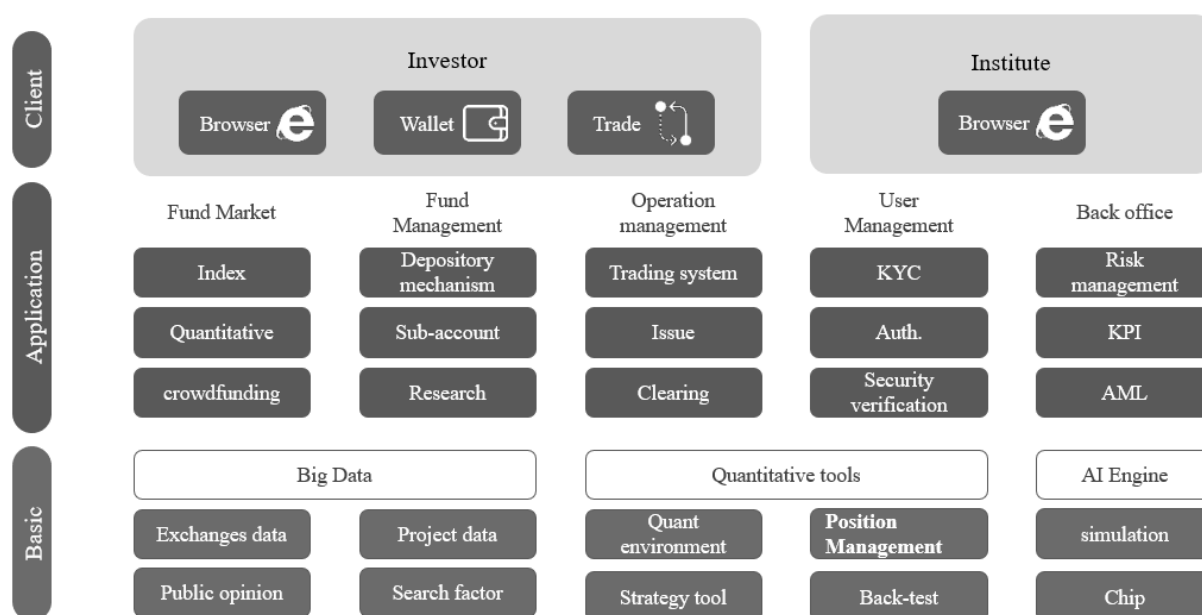 Client
Investor
Browser
Wallet
Trade
Institute
Browser
Application
Fund Market
Fund
Management
Operation
management
User
Management
Back office
Index
Depository
mechanism
Trading system
KYC
Risk
management
Quantitative
Sub-account
Issue
Auth.
KPI
crowdfunding
Research
Clearing
Security
verification
AML
Basic
Big Data
Quantitative tools
AI Engine
Exchanges data
Project data
Quant
environment
Position
Management
simulation
Public opinion
Search factor
Strategy tool
Back-test
Chip